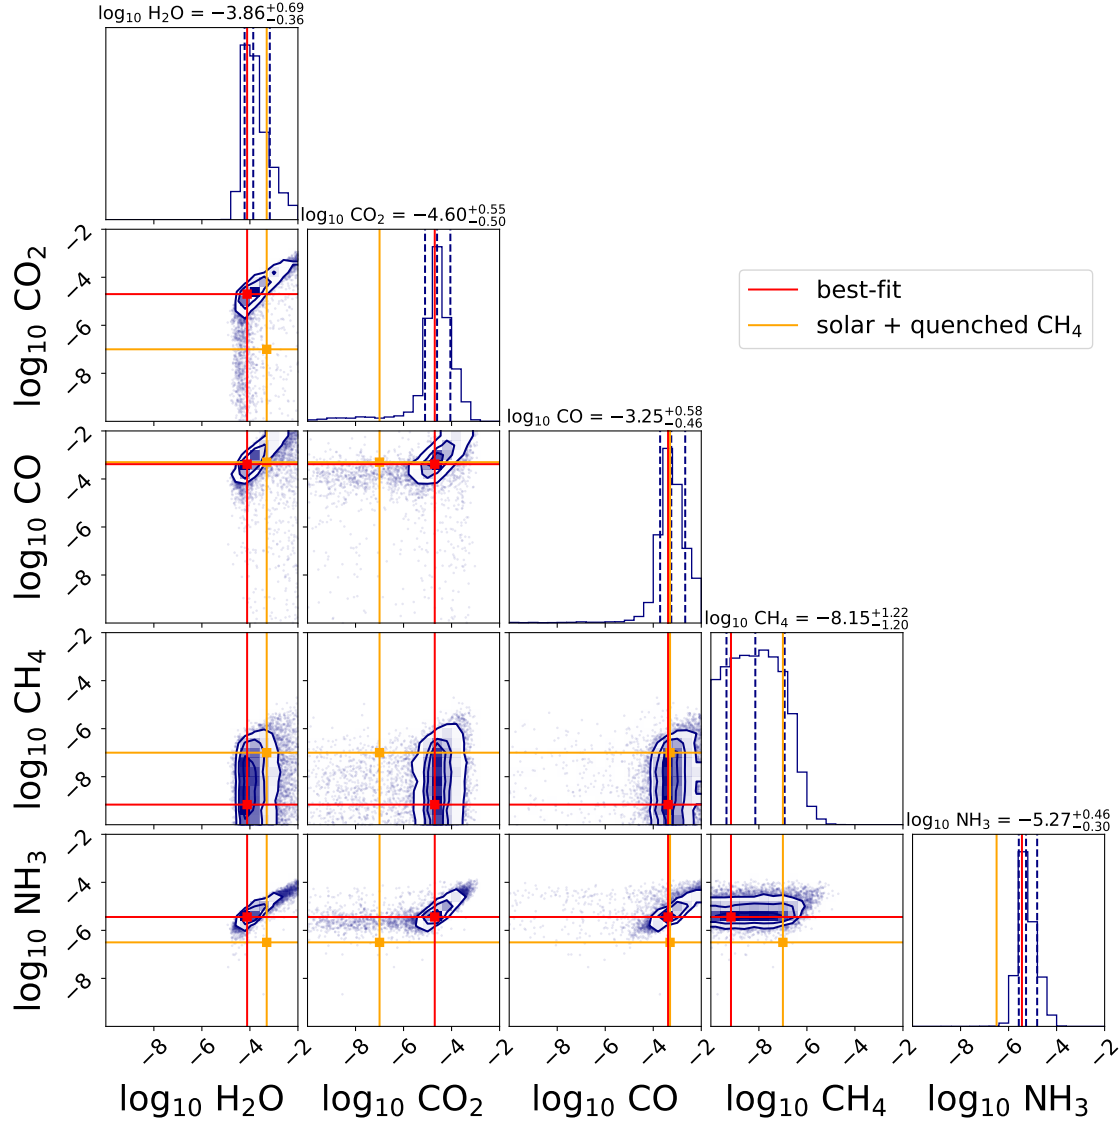 log₁₀ H₂O = −3.86+0.69−0.36
−2
−4
−6
−8
log₁₀ CO₂
log₁₀ CO₂ = −4.60+0.55−0.50
best-fit
solar + quenched CH₄
−2
−4
−6
−8
log₁₀ CO
log₁₀ CO = −3.25+0.58−0.46
−2
−4
−6
−8
log₁₀ CH₄
log₁₀ CH₄ = −8.15+1.22−1.20
−2
−4
−6
−8
log₁₀ NH₃
log₁₀ NH₃ = −5.27+0.46−0.30
−8 −6 −4 −2 −8 −6 −4 −2 −8 −6 −4 −2 −8 −6 −4 −2 −8 −6 −4 −2
log₁₀ H₂O log₁₀ CO₂ log₁₀ CO log₁₀ CH₄ log₁₀ NH₃